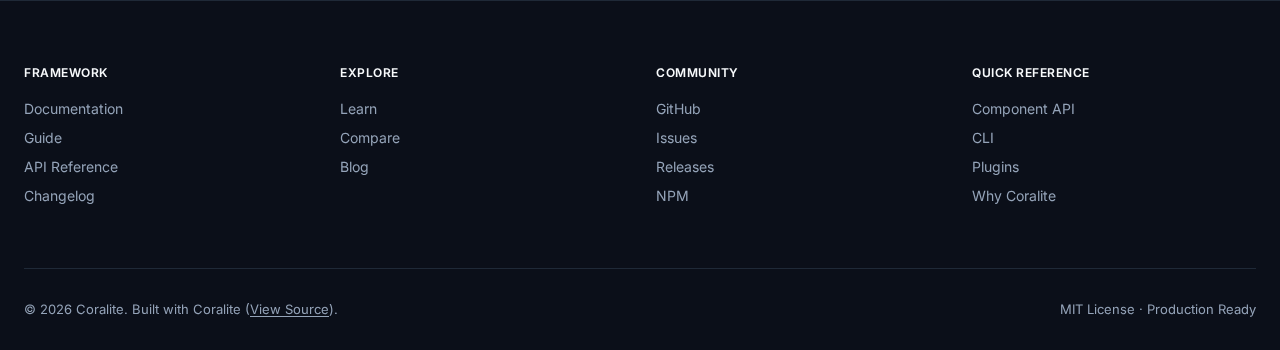 FRAMEWORK
Documentation
Guide
API Reference
Changelog
EXPLORE
Learn
Compare
Blog
COMMUNITY
GitHub
Issues
Releases
NPM
QUICK REFERENCE
Component API
CLI
Plugins
Why Coralite
© 2026 Coralite. Built with Coralite (View Source).
MIT License · Production Ready